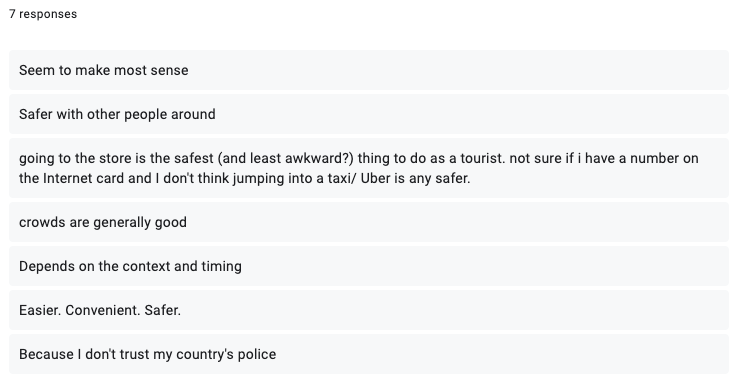 7 responses
Seem to make most sense
Safer with other people around
going to the store is the safest (and least awkward?) thing to do as a tourist. not sure if i have a number on
the Internet card and I don't think jumping into a taxi/ Uber is any safer.
crowds are generally good
Depends on the context and timing
Easier. Convenient. Safer.
Because I don't trust my country's police